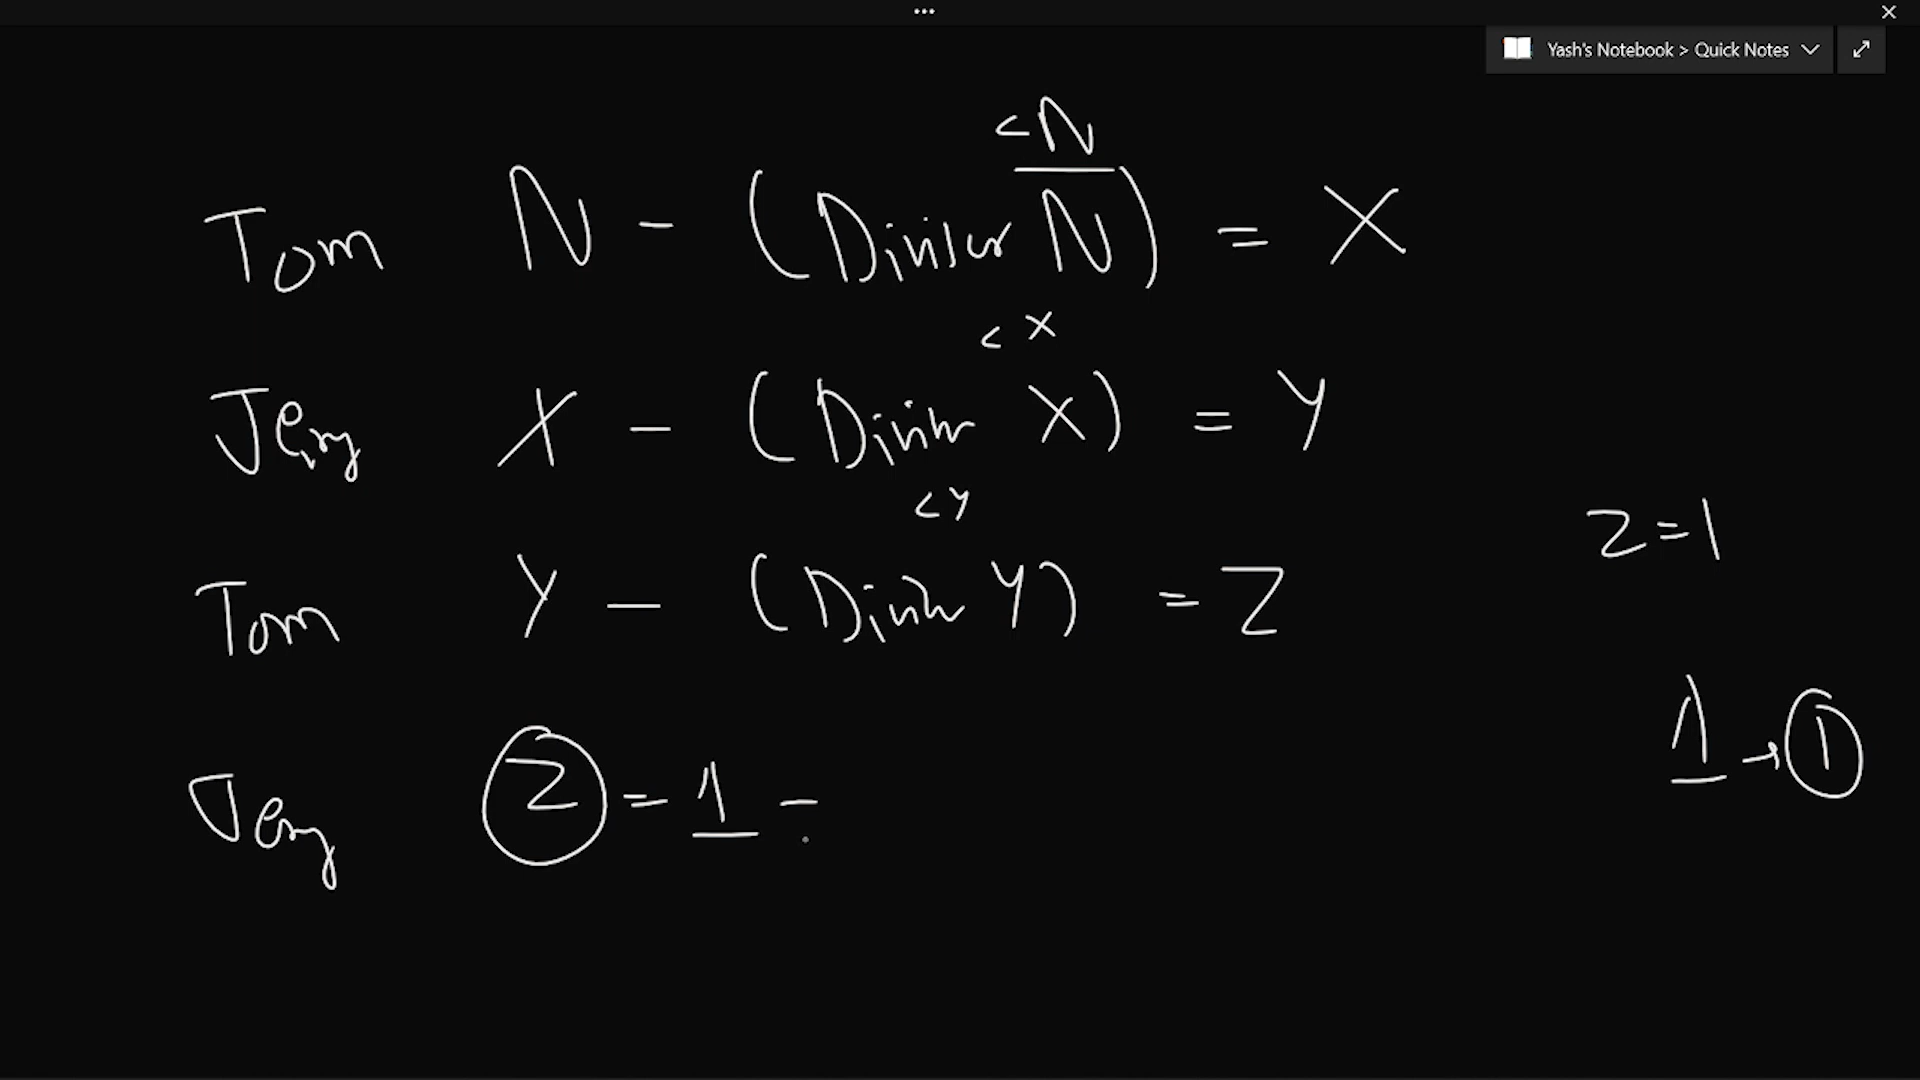 ...
Yash's Notebook > Quick Notes
< N
Tom N - (Divisor N) = X
< X
Jerry X - (Divisor X) = Y
< Y
Z = 1
Tom Y - (Divisor Y) = Z
1 → 1
Jerry Z = 1 -